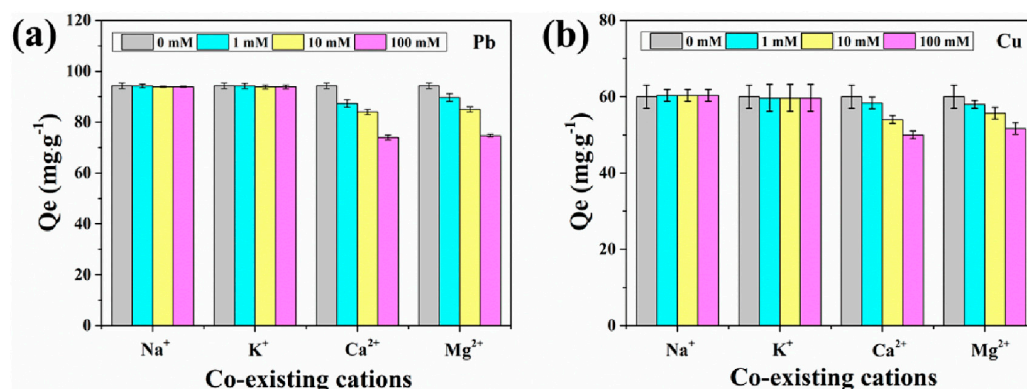 (a)
0 mM 1 mM 10 mM 100 mM Pb
120
100
80
60
40
20
0
Qe (mg.g⁻¹)
Na⁺ K⁺ Ca²⁺ Mg²⁺
Co-existing cations
(b)
0 mM 1 mM 10 mM 100 mM Cu
80
60
40
20
0
Qe (mg.g⁻¹)
Na⁺ K⁺ Ca²⁺ Mg²⁺
Co-existing cations